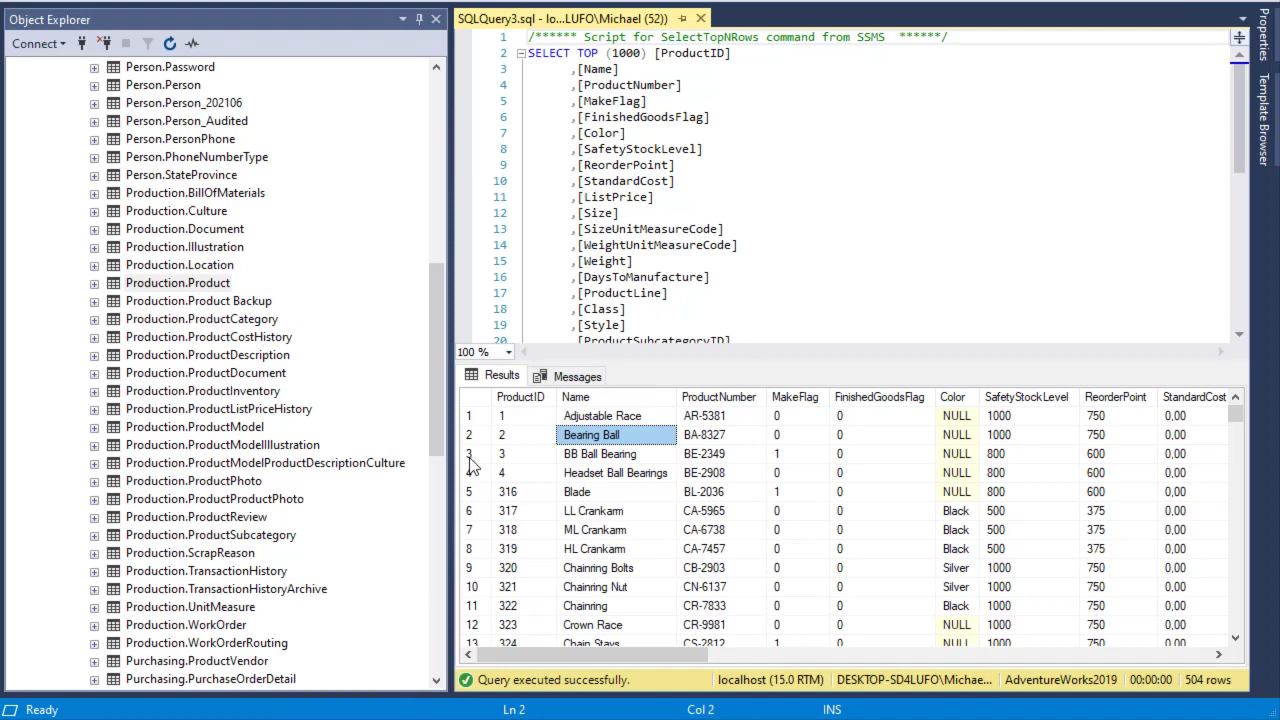 Object Explorer
Connect
Person.Password
Person.Person
Person.Person_202106
Person.Person_Audited
Person.PersonPhone
Person.PhoneNumberType
Person.StateProvince
Production.BillOfMaterials
Production.Culture
Production.Document
Production.Illustration
Production.Location
Production.Product
Production.Product Backup
Production.ProductCategory
Production.ProductCostHistory
Production.ProductDescription
Production.ProductDocument
Production.ProductInventory
Production.ProductListPriceHistory
Production.ProductModel
Production.ProductModelIllustration
Production.ProductModelProductDescriptionCulture
Production.ProductPhoto
Production.ProductProductPhoto
Production.ProductReview
Production.ProductSubcategory
Production.ScrapReason
Production.TransactionHistory
Production.TransactionHistoryArchive
Production.UnitMeasure
Production.WorkOrder
Production.WorkOrderRouting
Purchasing.ProductVendor
Purchasing.PurchaseOrderDetail
SQLQuery3.sql - lo...LUFO\Michael (52))
1 /****** Script for SelectTopNRows command from SSMS ******/
2 SELECT TOP (1000) [ProductID]
3 ,[Name]
4 ,[ProductNumber]
5 ,[MakeFlag]
6 ,[FinishedGoodsFlag]
7 ,[Color]
8 ,[SafetyStockLevel]
9 ,[ReorderPoint]
10 ,[StandardCost]
11 ,[ListPrice]
12 ,[Size]
13 ,[SizeUnitMeasureCode]
14 ,[WeightUnitMeasureCode]
15 ,[Weight]
16 ,[DaysToManufacture]
17 ,[ProductLine]
18 ,[Class]
19 ,[Style]
20 ,[ProductSubcategoryID]
100 %
Results Messages
ProductID Name ProductNumber MakeFlag FinishedGoodsFlag Color SafetyStockLevel ReorderPoint StandardCost
1 1 Adjustable Race AR-5381 0 0 NULL 1000 750 0,00
2 2 Bearing Ball BA-8327 0 0 NULL 1000 750 0,00
3 3 BB Ball Bearing BE-2349 1 0 NULL 800 600 0,00
4 4 Headset Ball Bearings BE-2908 0 0 NULL 800 600 0,00
5 316 Blade BL-2036 1 0 NULL 800 600 0,00
6 317 LL Crankarm CA-5965 0 0 Black 500 375 0,00
7 318 ML Crankarm CA-6738 0 0 Black 500 375 0,00
8 319 HL Crankarm CA-7457 0 0 Black 500 375 0,00
9 320 Chainring Bolts CB-2903 0 0 Silver 1000 750 0,00
10 321 Chainring Nut CN-6137 0 0 Silver 1000 750 0,00
11 322 Chainring CR-7833 0 0 Black 1000 750 0,00
12 323 Crown Race CR-9981 0 0 NULL 1000 750 0,00
13 324 Chain Stays CS-2812 1 0 NULL 1000 750 0,00
Query executed successfully. localhost (15.0 RTM) DESKTOP-SD4LUFO\Michae... AdventureWorks2019 00:00:00 504 rows
Properties
Template Browser
Ready Ln 2 Col 2 INS